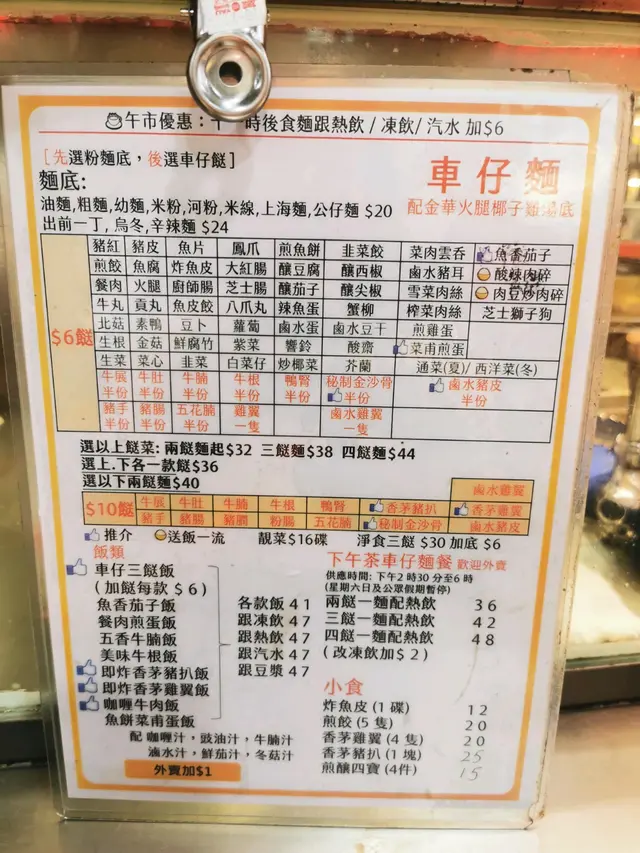 午市優惠：十一時後食麵跟熱飲 / 凍飲/ 汽水 加$6
[先選粉麵底，後選車仔餸]
車仔麵
麵底:
油麵,粗麵,幼麵,米粉,河粉,米線,上海麵,公仔麵 $20
配金華火腿椰子雞湯底
出前一丁, 烏冬,辛辣麵 $24
$6餸
豬紅 豬皮 魚片 鳳爪 煎魚餅 韭菜餃 菜肉雲吞 魚香茄子
煎餃 魚腐 炸魚皮 大紅腸 釀豆腐 釀西椒 鹵水豬耳 酸辣肉碎
餐肉 火腿 廚師腸 芝士腸 釀茄子 釀尖椒 雪菜肉絲 肉豆炒肉碎
牛丸 貢丸 魚皮餃 八爪丸 辣魚蛋 蟹柳 榨菜肉絲 芝士獅子狗
北菇 素鴨 豆卜 蘿蔔 鹵水蛋 鹵水豆干 煎雞蛋
生根 金菇 鮮腐竹 紫菜 響鈴 酸齋 菜甫煎蛋
生菜 菜心 韭菜 白菜仔 炒椰菜 芥蘭 通菜(夏)/ 西洋菜(冬)
牛展 牛肚 牛腩 牛根 鴨腎 秘制金沙骨 鹵水豬皮
半份 半份 半份 半份 半份 半份 半份
豬手 豬腸 五花腩 雞翼 鹵水雞翼
半份 半份 半份 一隻 一隻
選以上餸菜: 兩餸麵起$32 三餸麵$38 四餸麵$44
選上.下各一款餸$36
選以下兩餸麵$40
鹵水雞翼
$10餸
牛展 牛肚 牛腩 牛根 鴨腎 香茅豬扒 香茅雞翼
豬手 豬腸 豬膶 粉腸 五花腩 秘制金沙骨 鹵水豬皮
推介 送飯一流 靚菜$16碟 淨食三餸 $30 加底 $6
飯類
車仔三餸飯
(加餸每款 $6)
魚香茄子飯
餐肉煎蛋飯
五香牛腩飯
美味牛根飯
即炸香茅豬扒飯
即炸香茅雞翼飯
咖喱牛肉飯
魚餅菜甫蛋飯
各款飯 41
跟凍飲 47
跟熱飲 47
跟汽水 47
跟豆漿 47
配 咖喱汁，豉油汁，牛腩汁
滷水汁，鮮茄汁，冬菇汁
外賣加$1
下午茶車仔麵餐 歡迎外賣
供應時間: 下午2時30分至6時
(星期六日及公眾假期暫停)
兩餸一麵配熱飲 36
三餸一麵配熱飲 42
四餸一麵配熱飲 48
(改凍飲加$2)
小食
炸魚皮 (1 碟) 12
煎餃 (5 隻) 20
香茅雞翼 (4 隻) 20
香茅豬扒 (1 塊) 25
煎釀四寶 (4件) 15